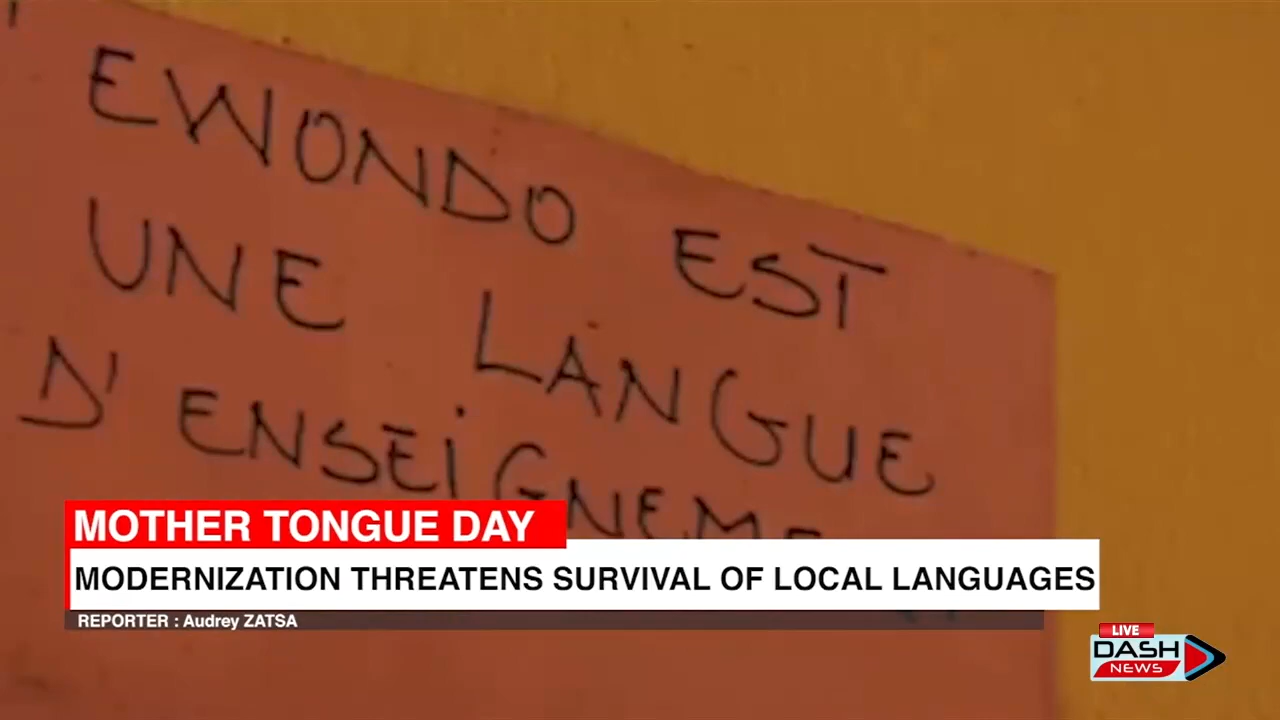 EWONDO EST
UNE LANGUE
D'ENSEIGNEME
MOTHER TONGUE DAY
MODERNIZATION THREATENS SURVIVAL OF LOCAL LANGUAGES
REPORTER : Audrey ZATSA
LIVE
DASH
NEWS